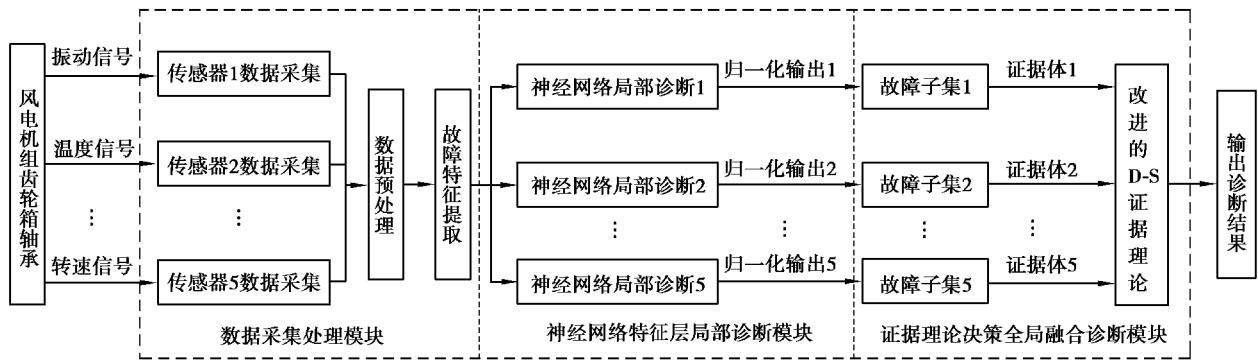 风电机组齿轮箱轴承
振动信号
温度信号
⋮
转速信号
传感器1数据采集
传感器2数据采集
⋮
传感器5数据采集
数据预处理
故障特征提取
数据采集处理模块
神经网络局部诊断1
神经网络局部诊断2
⋮
神经网络局部诊断5
归一化输出1
归一化输出2
⋮
归一化输出5
神经网络特征层局部诊断模块
故障子集1
故障子集2
⋮
故障子集5
证据体1
证据体2
⋮
证据体5
改进的D-S证据理论
证据理论决策全局融合诊断模块
输出诊断结果